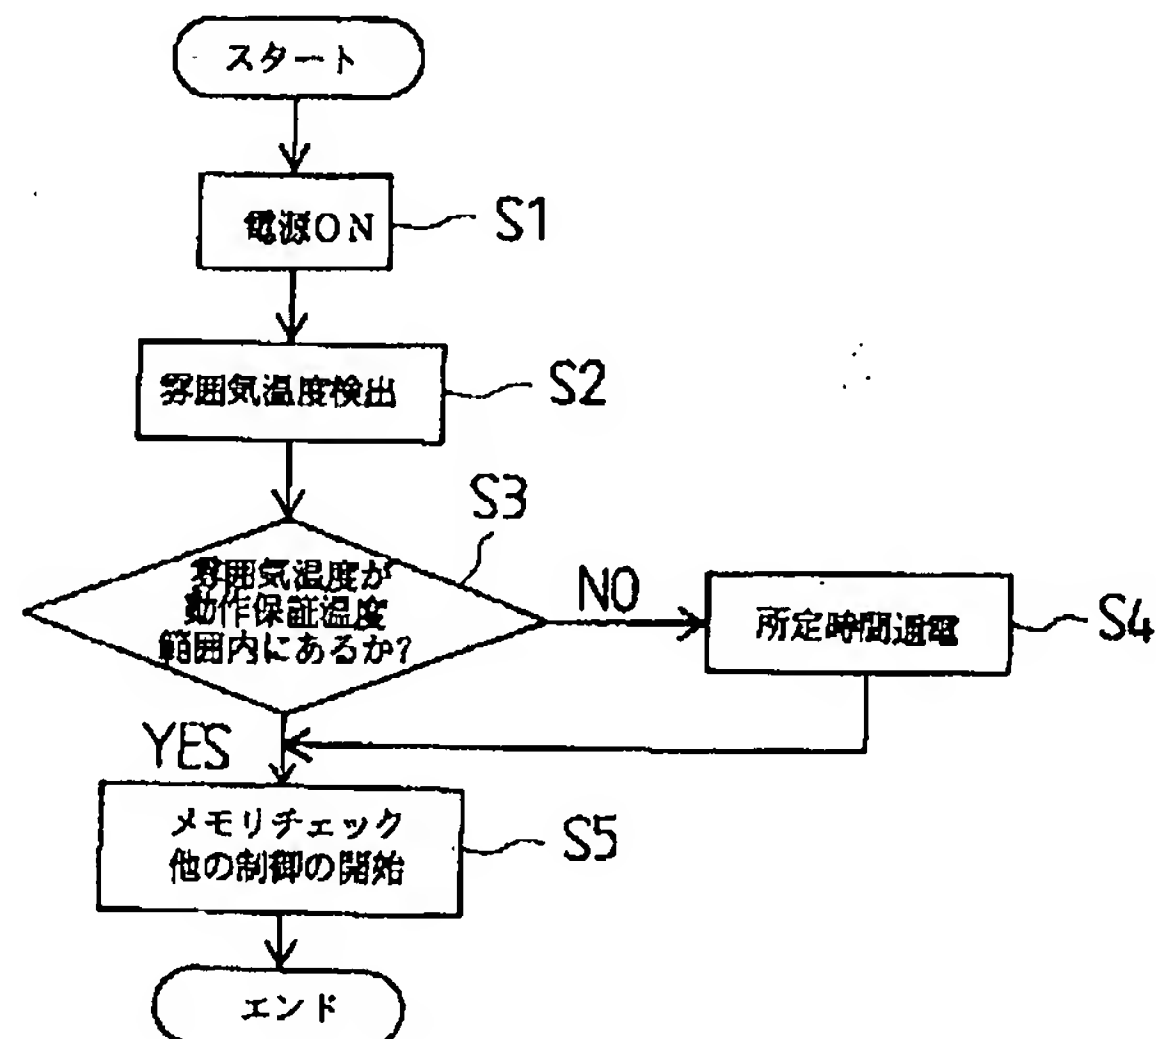 スタート
電源ON
S1
雰囲気温度検出
S2
S3
雰囲気温度が
動作保証温度
範囲内にあるか?
NO
所定時間通電
S4
YES
メモリチェック
他の制御の開始
S5
エンド